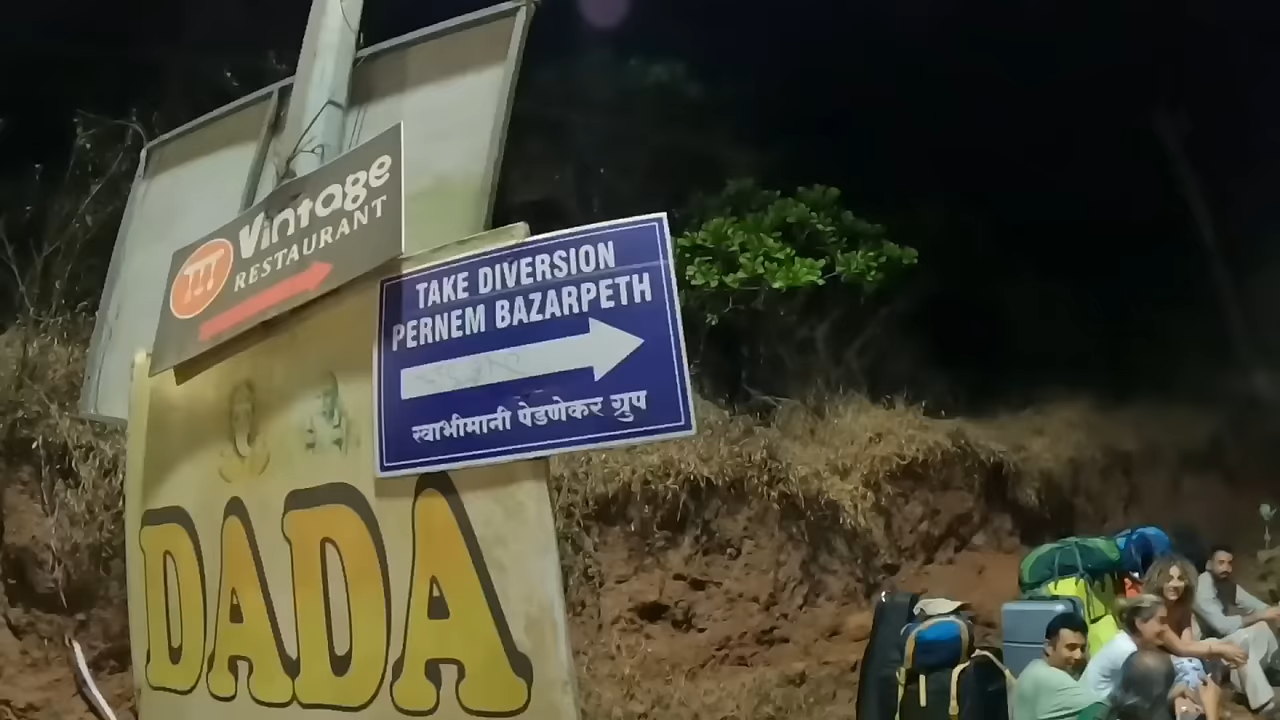 Vintage
RESTAURANT
TAKE DIVERSION
PERNEM BAZARPETH
स्वाभीमानी पेडणेकर ग्रुप
DADA